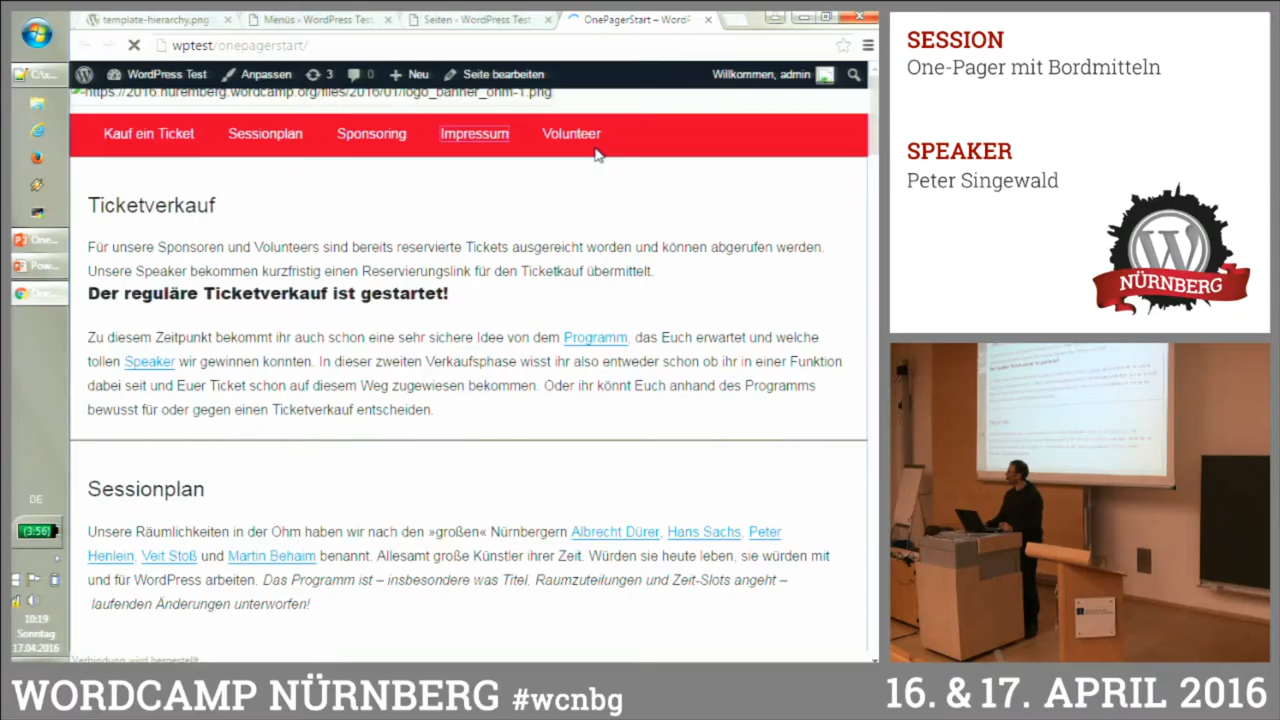 template-hierarchy.png
Menüs ‹ WordPress Test
Seiten ‹ WordPress Test
OnePagerStart – Word
wptest/onepagerstart/
WordPress Test
Anpassen
3
0
Neu
Seite bearbeiten
Willkommen, admin
https://2016.nuremberg.wordcamp.org/files/2016/01/logo_banner_ohm-1.png
Kauf ein Ticket
Sessionplan
Sponsoring
Impressum
Volunteer
Ticketverkauf
Für unsere Sponsoren und Volunteers sind bereits reservierte Tickets ausgereicht worden und können abgerufen werden.
Unsere Speaker bekommen kurzfristig einen Reservierungslink für den Ticketkauf übermittelt.
Der reguläre Ticketverkauf ist gestartet!
Zu diesem Zeitpunkt bekommt ihr auch schon eine sehr sichere Idee von dem Programm, das Euch erwartet und welche
tollen Speaker wir gewinnen konnten. In dieser zweiten Verkaufsphase wisst ihr also entweder schon ob ihr in einer Funktion
dabei seit und Euer Ticket schon auf diesem Weg zugewiesen bekommen. Oder ihr könnt Euch anhand des Programms
bewusst für oder gegen einen Ticketverkauf entscheiden.
Sessionplan
Unsere Räumlichkeiten in der Ohm haben wir nach den »großen« Nürnbergern Albrecht Dürer, Hans Sachs, Peter
Henlein, Veit Stoß und Martin Behaim benannt. Allesamt große Künstler ihrer Zeit. Würden sie heute leben, sie würden mit
und für WordPress arbeiten. Das Programm ist – insbesondere was Titel, Raumzuteilungen und Zeit-Slots angeht –
laufenden Änderungen unterworfen!
Verbindung wird hergestellt
C:\x...
One...
Pow...
One...
DE
(3:56)
10:19
Sonntag
17.04.2016
SESSION
One-Pager mit Bordmitteln
SPEAKER
Peter Singewald
W
NÜRNBERG
WORDCAMP NÜRNBERG #wcnbg
16. & 17. APRIL 2016